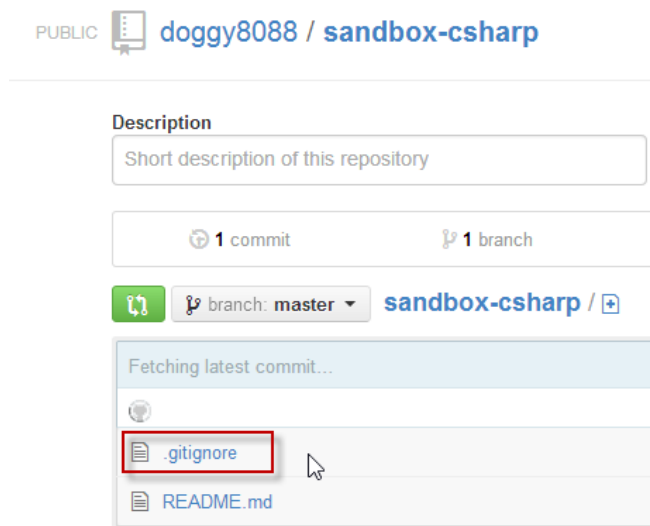 PUBLIC doggy8088 / sandbox-csharp
Description
Short description of this repository
1 commit 1 branch
branch: master sandbox-csharp /
Fetching latest commit...
.gitignore
README.md